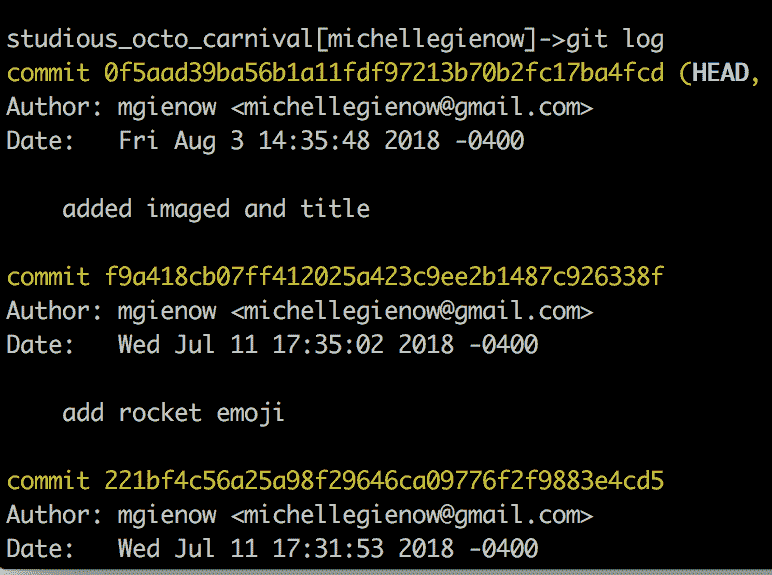 studious_octo_carnival[michellegienow]->git log
commit 0f5aad39ba56b1a11fdf97213b70b2fc17ba4fcd (HEAD,
Author: mgienow <michellegienow@gmail.com>
Date:   Fri Aug 3 14:35:48 2018 -0400
added imaged and title
commit f9a418cb07ff412025a423c9ee2b1487c926338f
Author: mgienow <michellegienow@gmail.com>
Date:   Wed Jul 11 17:35:02 2018 -0400
add rocket emoji
commit 221bf4c56a25a98f29646ca09776f2f9883e4cd5
Author: mgienow <michellegienow@gmail.com>
Date:   Wed Jul 11 17:31:53 2018 -0400